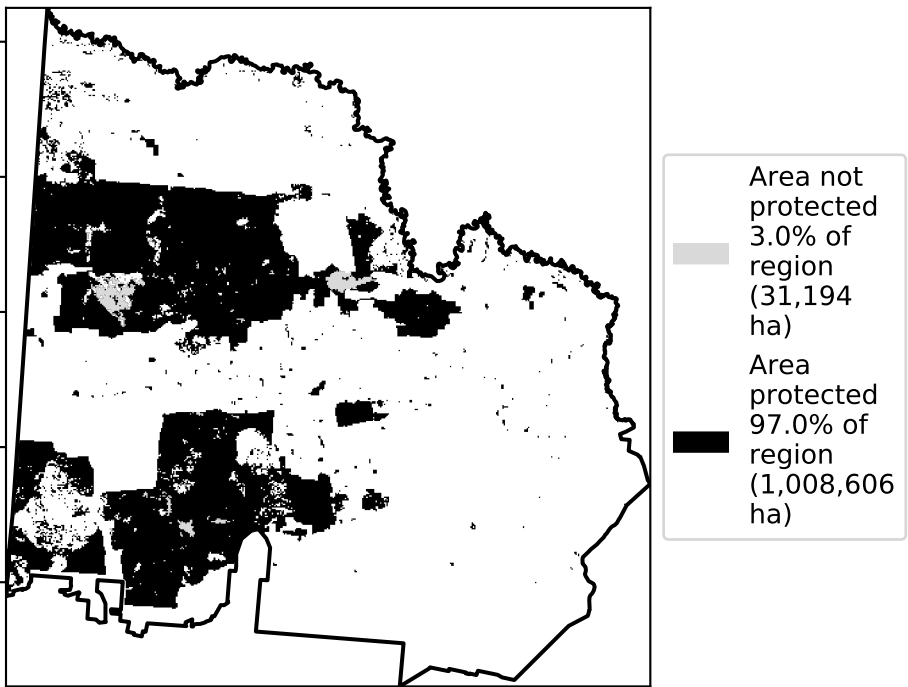 Area not
protected
3.0% of
region
(31,194
ha)
Area
protected
97.0% of
region
(1,008,606
ha)